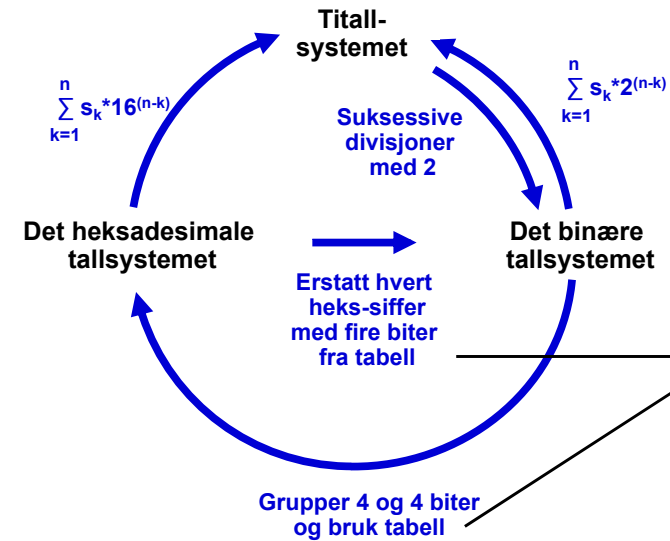 Titall-
systemet
n
∑ sₖ*16⁽ⁿ⁻ᵏ⁾
k=1
n
∑ sₖ*2⁽ⁿ⁻ᵏ⁾
k=1
Suksessive
divisjoner
med 2
Det heksadesimale
tallsystemet
Det binære
tallsystemet
Erstatt hvert
heks-siffer
med fire biter
fra tabell
Grupper 4 og 4 biter
og bruk tabell